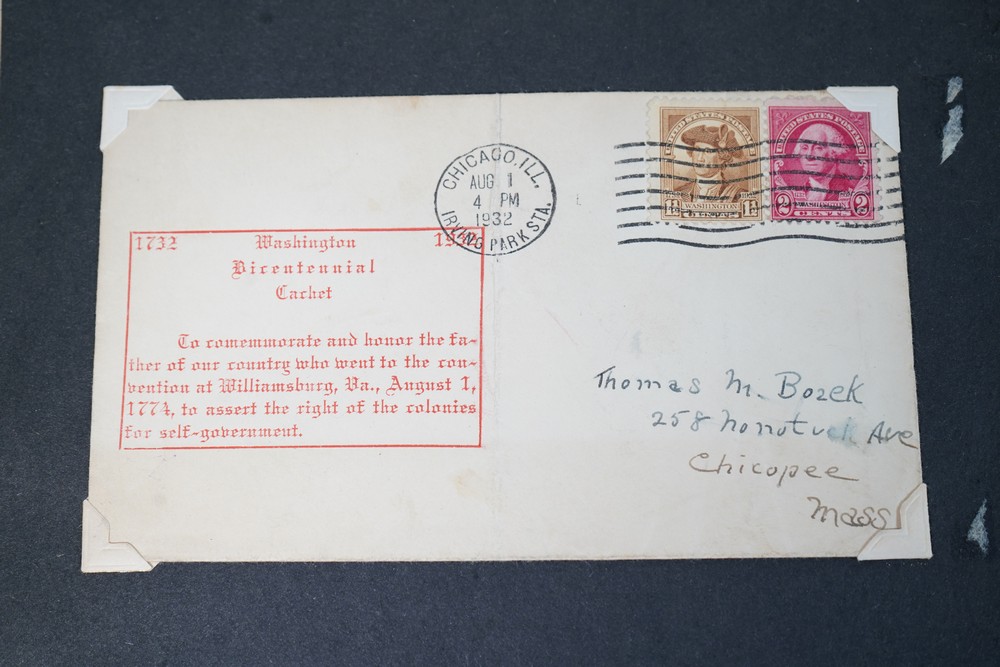 CHICAGO, ILL.
AUG 1
4 PM
1932
IRVING PARK STA.
UNITED STATES POSTAGE
WASHINGTON
1½ CENTS 1½
UNITED STATES POSTAGE
WASHINGTON
2 CENTS 2
1732 Washington
Bicentennial
Cachet
To comemmorate and honor the fa-
ther of our country who went to the con-
vention at Williamsburg, Va., August 1,
1774, to assert the right of the colonies
for self-government.
Thomas M. Bozek
258 Nonotuck Ave
Chicopee
Mass